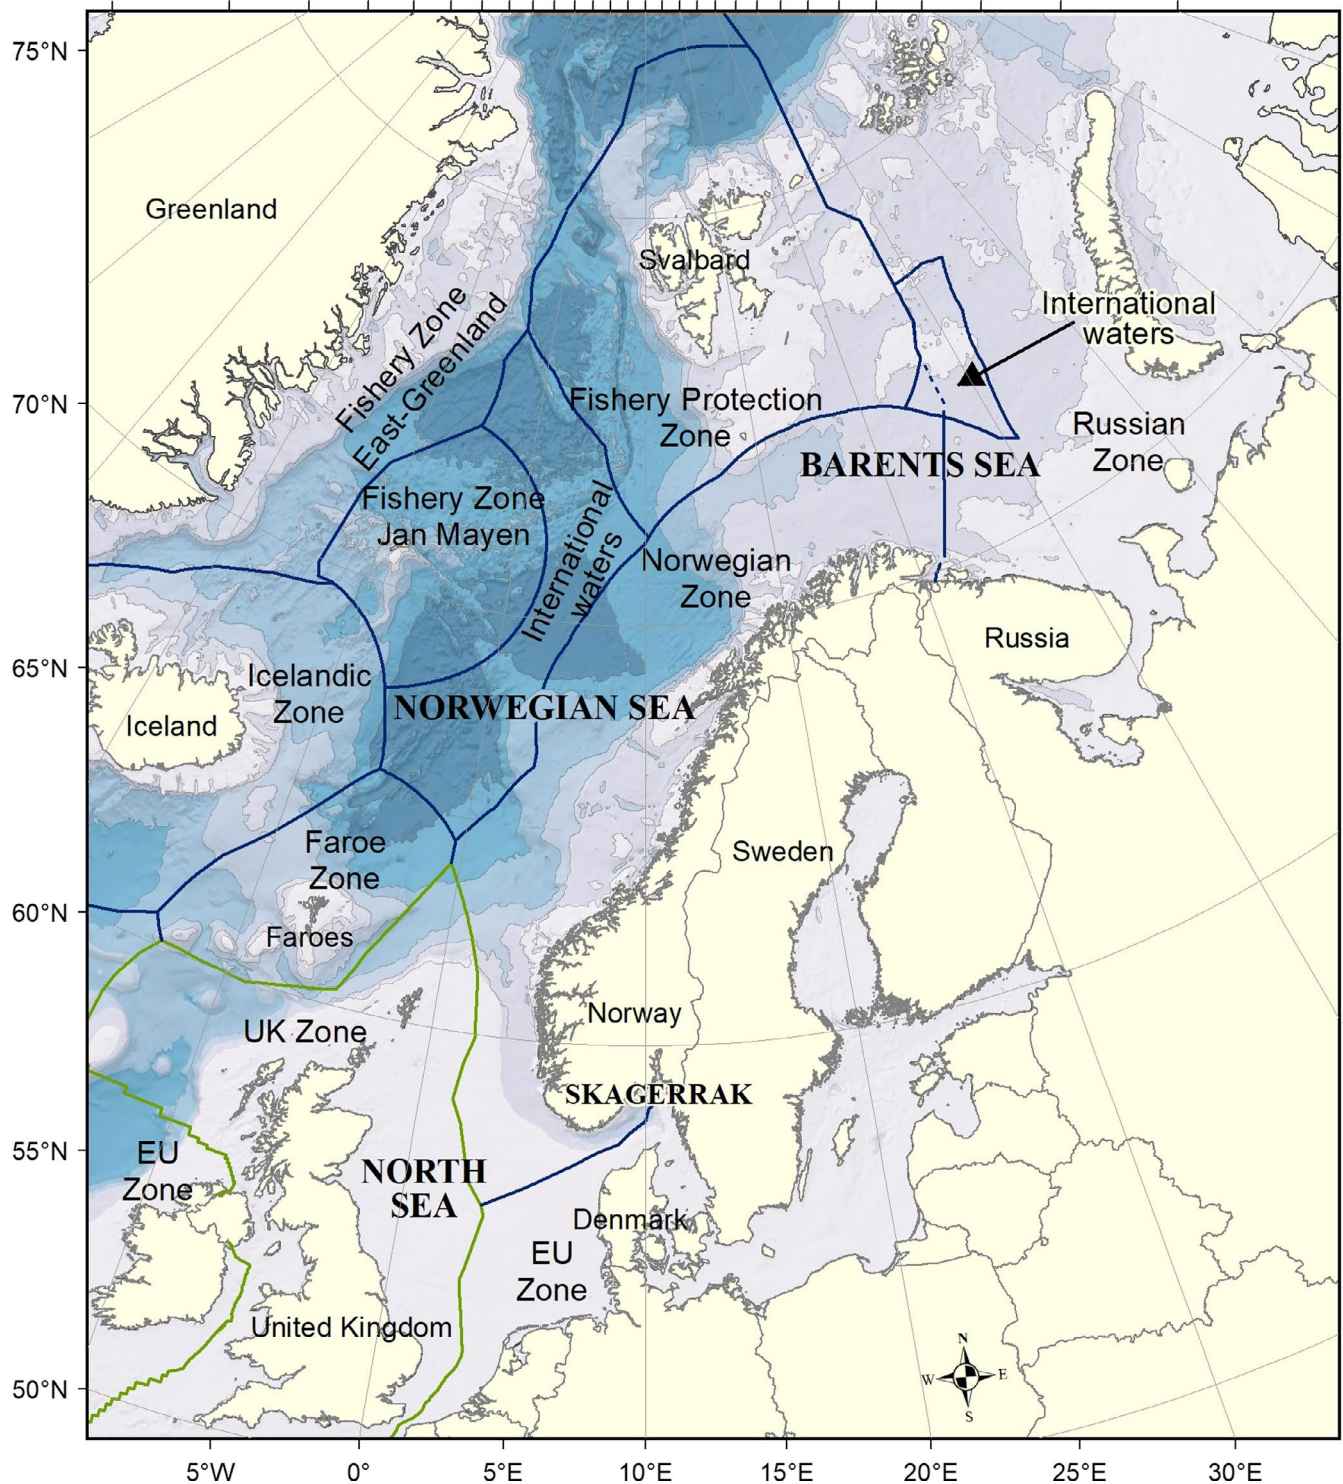 75°N
Greenland
Svalbard
Fishery Zone
East-Greenland
International
waters
70°N
Fishery Protection
Zone
Russian
Zone
BARENTS SEA
Fishery Zone
Jan Mayen
International
waters
Norwegian
Zone
Russia
65°N
Icelandic
Zone
NORWEGIAN SEA
Iceland
Faroe
Zone
Sweden
60°N
Faroes
Norway
UK Zone
SKAGERRAK
55°N
EU
Zone
NORTH
SEA
Denmark
EU
Zone
United Kingdom
N
W
E
S
50°N
5°W
0°
5°E
10°E
15°E
20°E
25°E
30°E